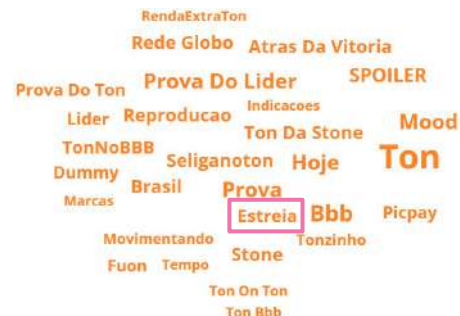 RendaExtraTon
Rede Globo
Atras Da Vitoria
Prova Do Ton
Prova Do Lider
SPOILER
Lider
Reproducao
Indicacoes
Mood
TonNoBBB
Ton Da Stone
Ton
Dummy
Seliganoton
Hoje
Marcas
Brasil
Prova
Estreia
Bbb
Picpay
Movimentando
Tonzinho
Stone
Fuon
Tempo
Ton On Ton
Ton Bbb